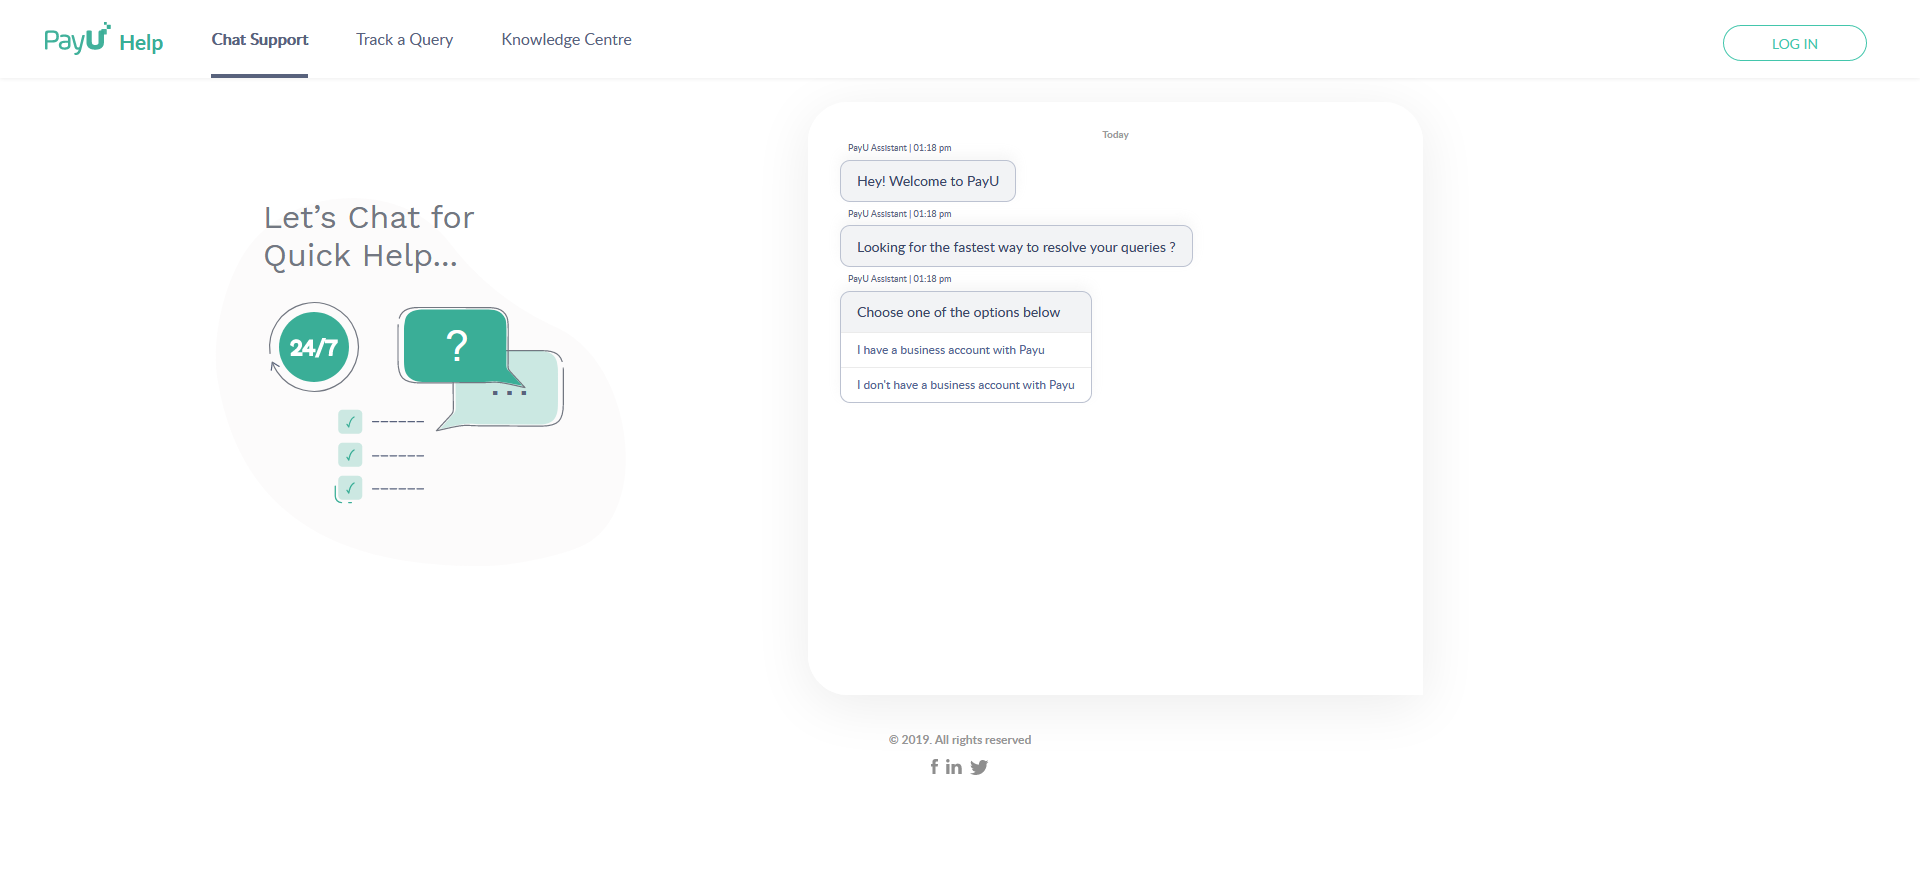 PayU Help
Chat Support
Track a Query
Knowledge Centre
LOG IN
Let's Chat for
Quick Help...
24/7
?
...
Today
PayU Assistant | 01:18 pm
Hey! Welcome to PayU
PayU Assistant | 01:18 pm
Looking for the fastest way to resolve your queries ?
PayU Assistant | 01:18 pm
Choose one of the options below
I have a business account with Payu
I don't have a business account with Payu
© 2019. All rights reserved
f in